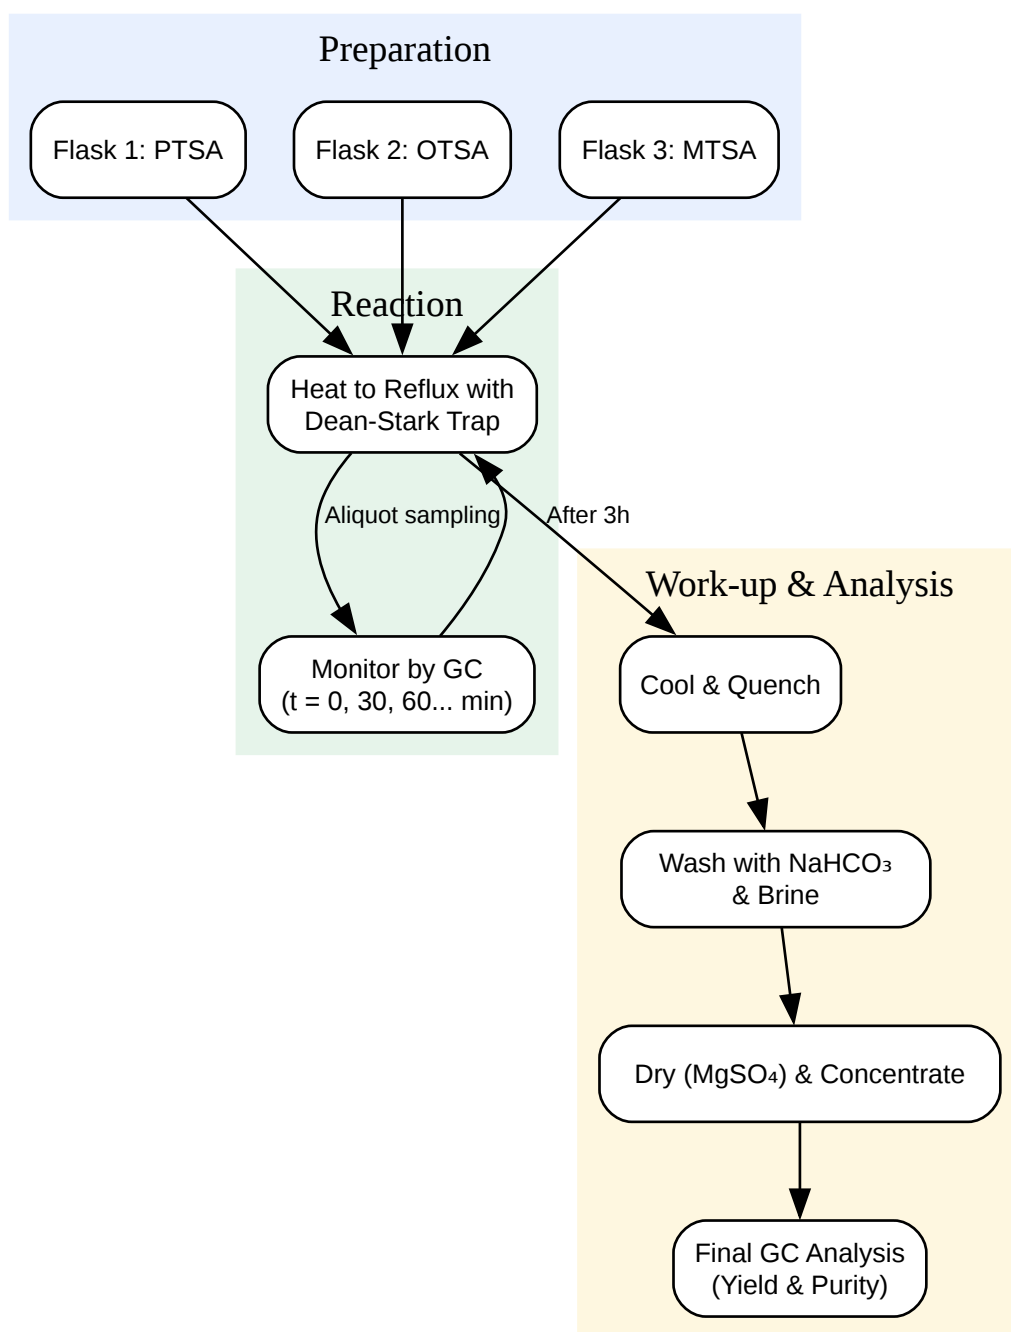 Preparation
Flask 1: PTSA
Flask 2: OTSA
Flask 3: MTSA
Reaction
Heat to Reflux with
Dean-Stark Trap
Aliquot sampling
After 3h
Monitor by GC
(t = 0, 30, 60... min)
Work-up & Analysis
Cool & Quench
Wash with NaHCO₃
& Brine
Dry (MgSO₄) & Concentrate
Final GC Analysis
(Yield & Purity)